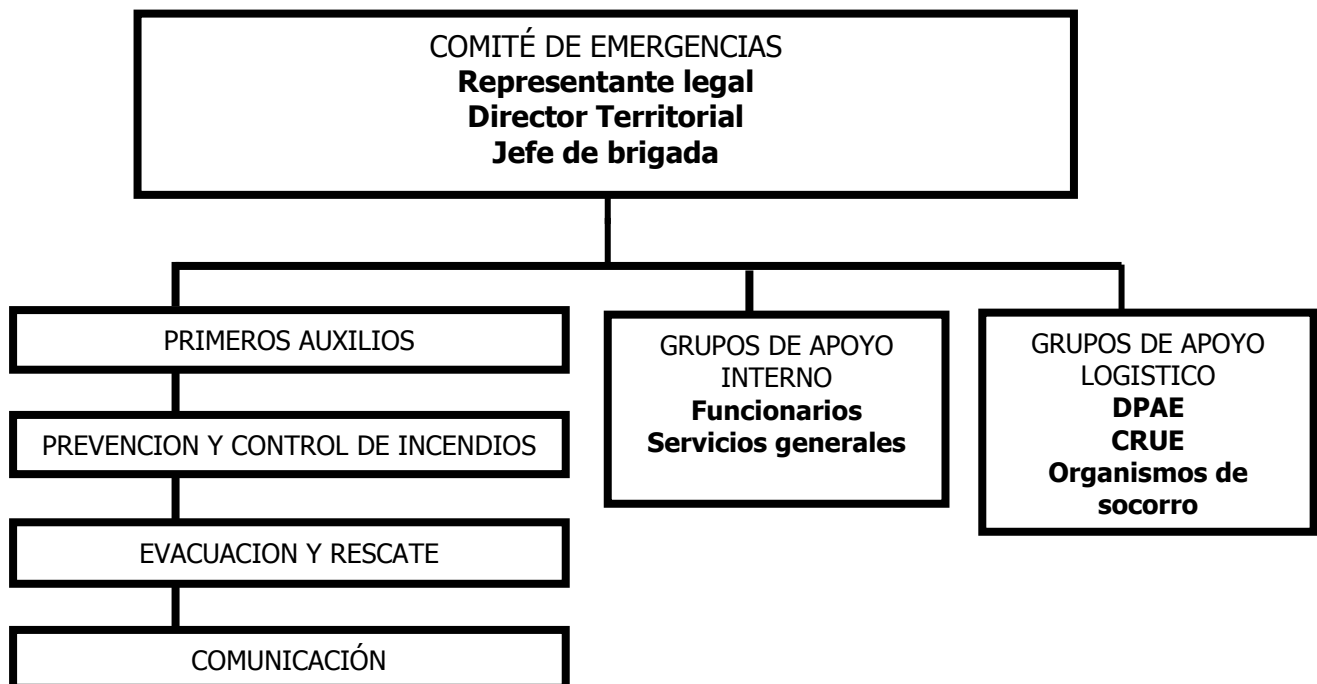 COMITÉ DE EMERGENCIAS
Representante legal
Director Territorial
Jefe de brigada
PRIMEROS AUXILIOS
PREVENCION Y CONTROL DE INCENDIOS
EVACUACION Y RESCATE
COMUNICACIÓN
GRUPOS DE APOYO
INTERNO
Funcionarios
Servicios generales
GRUPOS DE APOYO
LOGISTICO
DPAE
CRUE
Organismos de
socorro